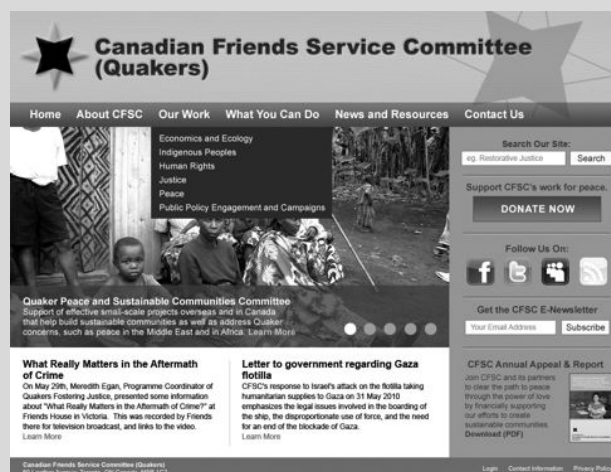 Canadian Friends Service Committee
(Quakers)
Home About CFSC Our Work What You Can Do News and Resources Contact Us
Economics and Ecology
Indigenous Peoples
Human Rights
Justice
Peace
Public Policy Engagement and Campaigns
Quaker Peace and Sustainable Communities Committee
Support of effective small-scale projects overseas and in Canada
that help build sustainable communities as well as address Quaker
concerns, such as peace in the Middle East and in Africa. Learn More
Search Our Site:
eg. Restorative Justice Search
Support CFSC's work for peace.
DONATE NOW
Follow Us On:
Get the CFSC E-Newsletter
Your Email Address Subscribe
What Really Matters in the Aftermath
of Crime
On May 29th, Meredith Egan, Programme Coordinator of
Quakers Fostering Justice, presented some information
about "What Really Matters in the Aftermath of Crime?" at
Friends House in Victoria. This was recorded by Friends
there for television broadcast, and links to the video.
Learn More
Letter to government regarding Gaza
flotilla
CFSC's response to Israel's attack on the flotilla taking
humanitarian supplies to Gaza on 31 May 2010
emphasizes the legal issues involved in the boarding of
the ship, the disproportionate use of force, and the need
for an end of the blockade of Gaza.
Learn More
CFSC Annual Appeal & Report
Join CFSC and its partners
to clear the path to peace
through the power of love
by financially supporting
our efforts to create
sustainable communities.
Download (PDF)
Canadian Friends Service Committee (Quakers)
Login Contact Information Privacy Policy